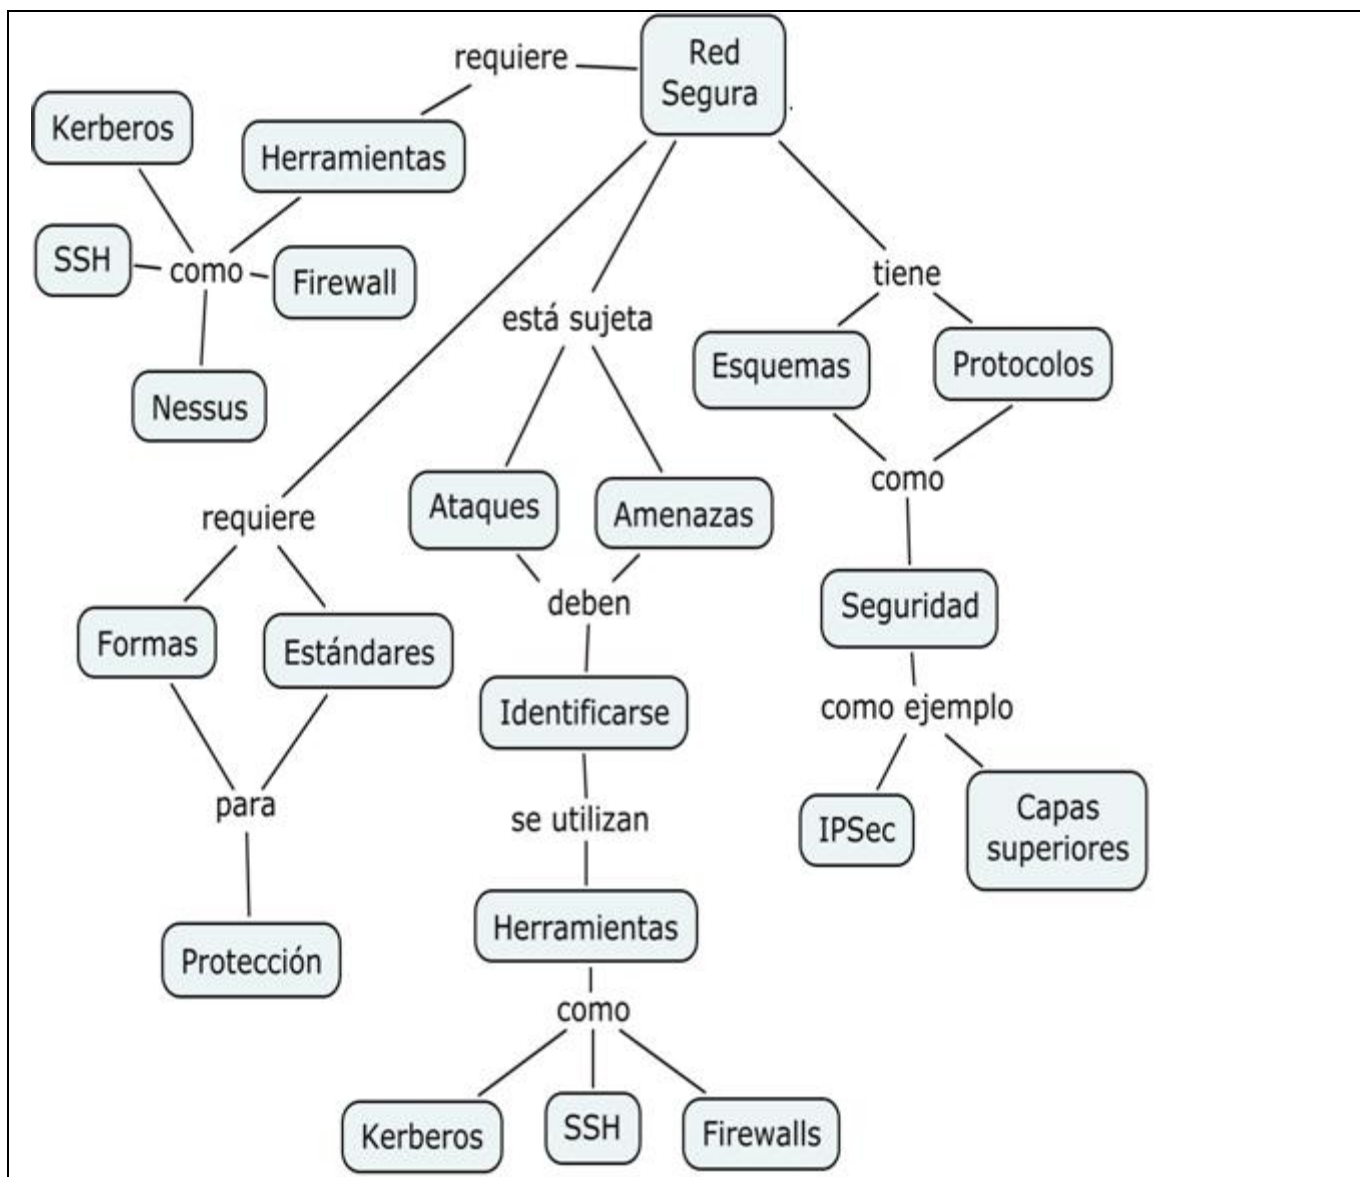 Red
Segura
requiere
Kerberos
Herramientas
SSH
como
Firewall
Nessus
tiene
está sujeta
Esquemas
Protocolos
como
Ataques
Amenazas
requiere
deben
Seguridad
Formas
Estándares
Identificarse
como ejemplo
para
se utilizan
IPSec
Capas
superiores
Herramientas
Protección
como
Kerberos
SSH
Firewalls